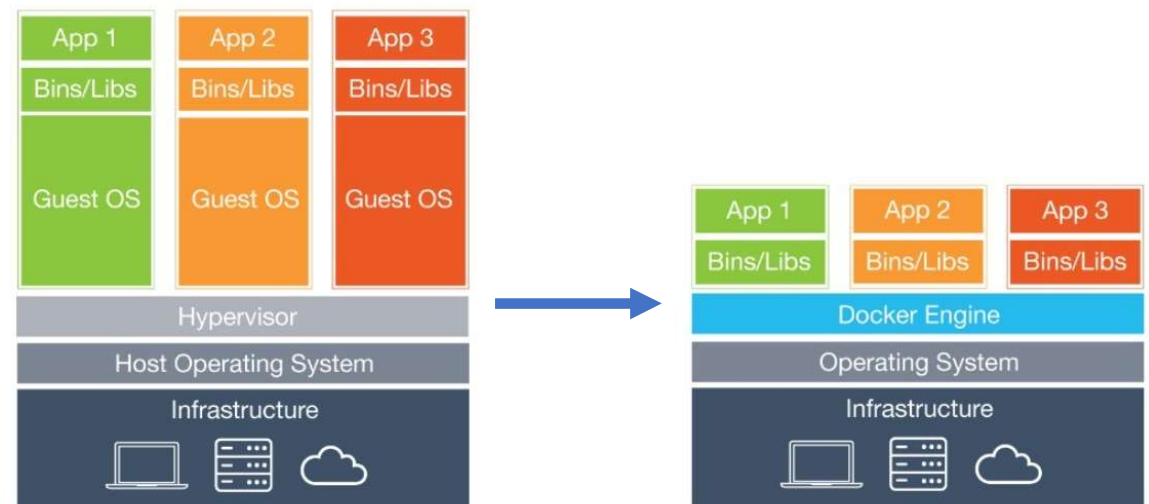 App 1
App 2
App 3
Bins/Libs
Bins/Libs
Bins/Libs
Guest OS
Guest OS
Guest OS
Hypervisor
Host Operating System
Infrastructure
App 1
App 2
App 3
Bins/Libs
Bins/Libs
Bins/Libs
Docker Engine
Operating System
Infrastructure